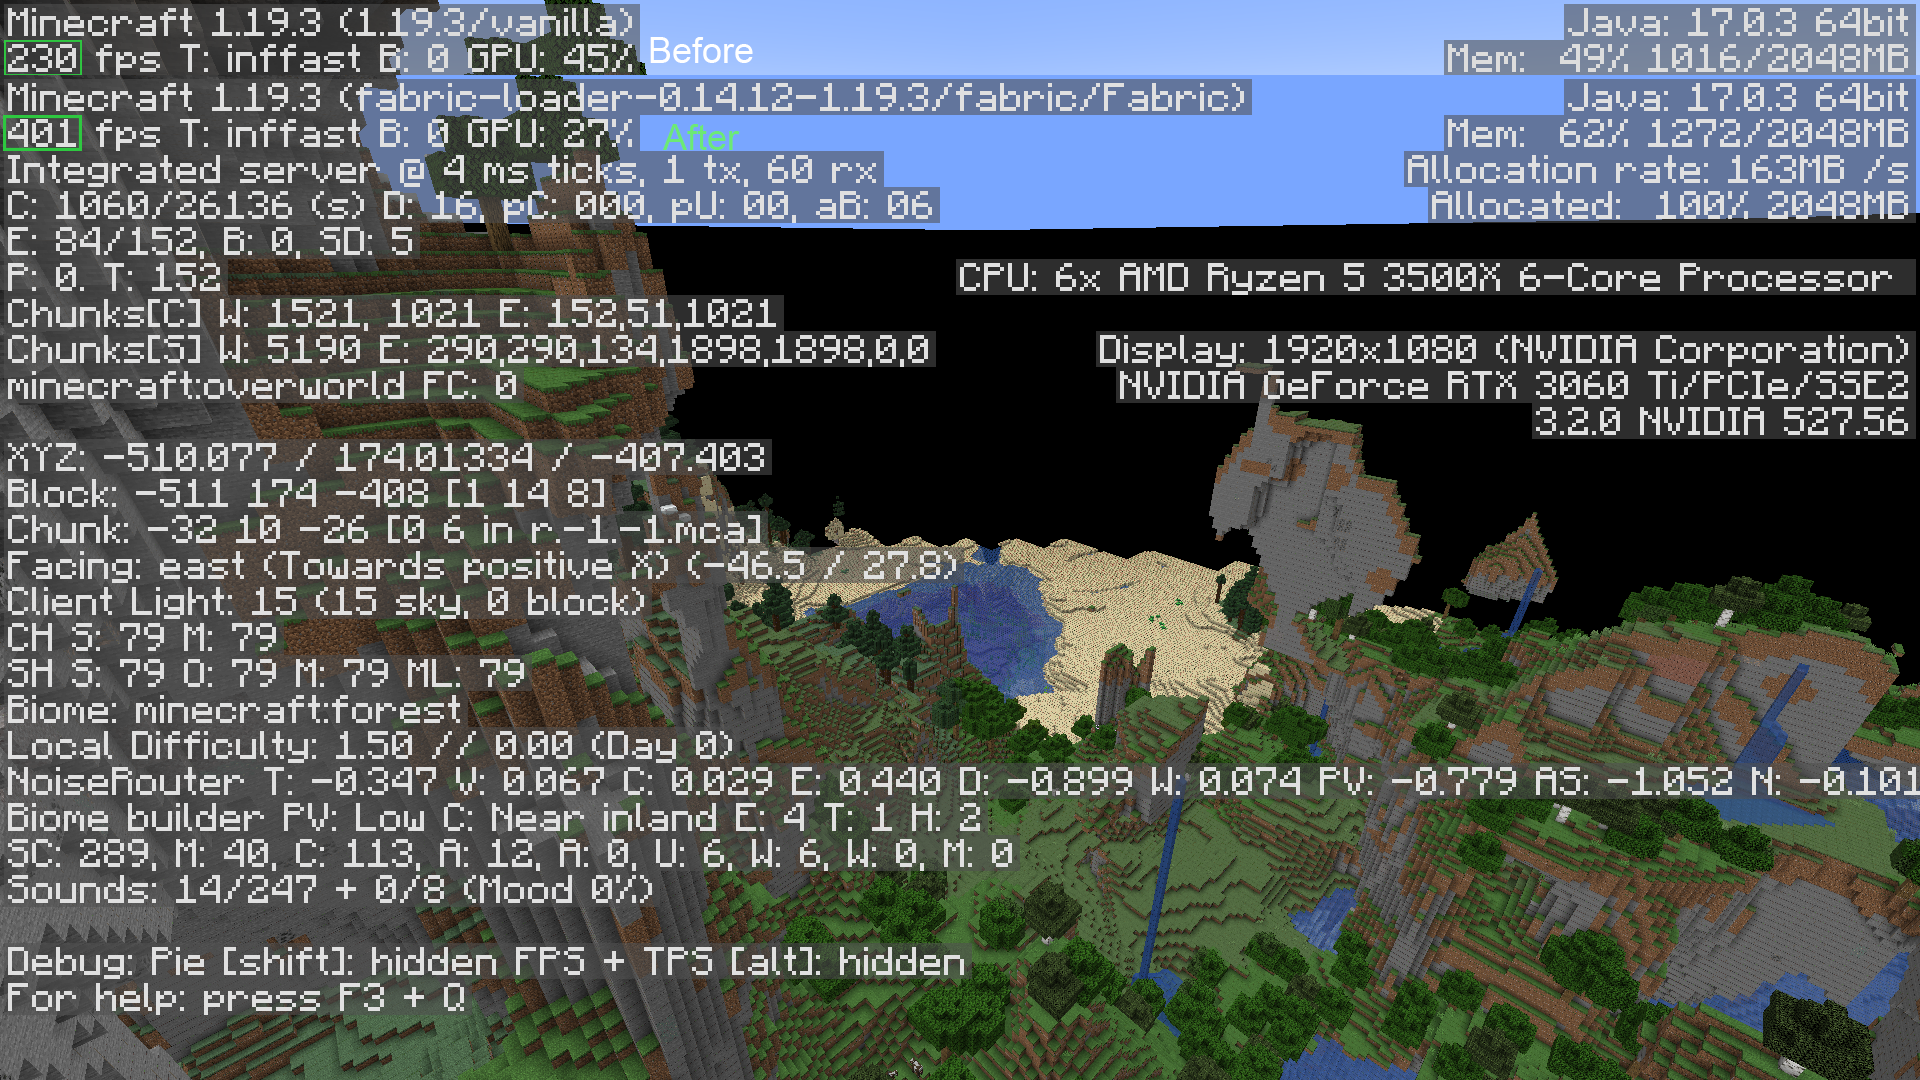 Minecraft 1.19.3 (1.19.3/vanilla)
230 fps T: inffast B: 0 GPU: 45%
Before
Java: 17.0.3 64bit
Mem: 49% 1016/2048MB
Minecraft 1.19.3 (fabric-loader-0.14.12-1.19.3/fabric/Fabric)
401 fps T: inffast B: 0 GPU: 27%
After
Java: 17.0.3 64bit
Mem: 62% 1272/2048MB
Allocation rate: 163MB /s
Allocated: 100% 2048MB
Integrated server @ 4 ms ticks, 1 tx, 60 rx
C: 1060/26136 (s) D: 16, pC: 000, pU: 00, aB: 06
E: 84/152, B: 0, SD: 5
P: 0. T: 152
Chunks[C] W: 1521, 1021 E: 152,51,1021
Chunks[S] W: 5190 E: 290,290,134,1898,1898,0,0
minecraft:overworld FC: 0
CPU: 6x AMD Ryzen 5 3500X 6-Core Processor
Display: 1920x1080 (NVIDIA Corporation)
NVIDIA GeForce RTX 3060 Ti/PCIe/SSE2
3.2.0 NVIDIA 527.56
XYZ: -510.077 / 174.01334 / -407.403
Block: -511 174 -408 [1 14 8]
Chunk: -32 10 -26 [0 6 in r.-1.-1.mca]
Facing: east (Towards positive X) (-46.5 / 27.8)
Client Light: 15 (15 sky, 0 block)
CH S: 79 M: 79
SH S: 79 O: 79 M: 79 ML: 79
Biome: minecraft:forest
Local Difficulty: 1.50 // 0.00 (Day 0)
NoiseRouter T: -0.347 V: 0.067 C: 0.029 E: 0.440 D: -0.899 W: 0.074 PV: -0.779 AS: -1.052 N: -0.101
Biome builder PV: Low C: Near inland E: 4 T: 1 H: 2
SC: 289, M: 40, C: 113, A: 12, A: 0, U: 6, W: 6, W: 0, M: 0
Sounds: 14/247 + 0/8 (Mood 0%)
Debug: Pie [shift]: hidden FPS + TPS [alt]: hidden
For help: press F3 + Q